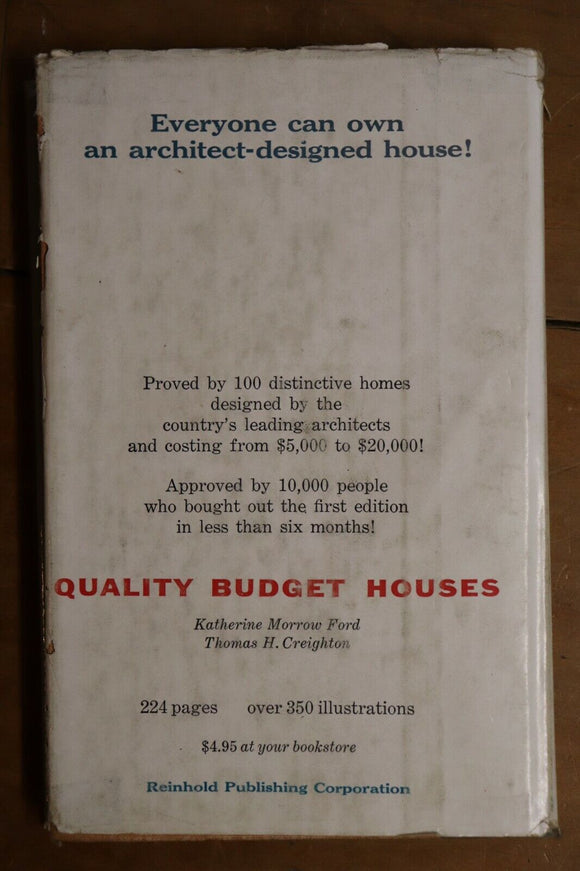 Everyone can own
an architect-designed house!
Proved by 100 distinctive homes
designed by the
country's leading architects
and costing from $5,000 to $20,000!
Approved by 10,000 people
who bought out the first edition
in less than six months!
QUALITY BUDGET HOUSES
Katherine Morrow Ford
Thomas H. Creighton
224 pages over 350 illustrations
$4.95 at your bookstore
Reinhold Publishing Corporation